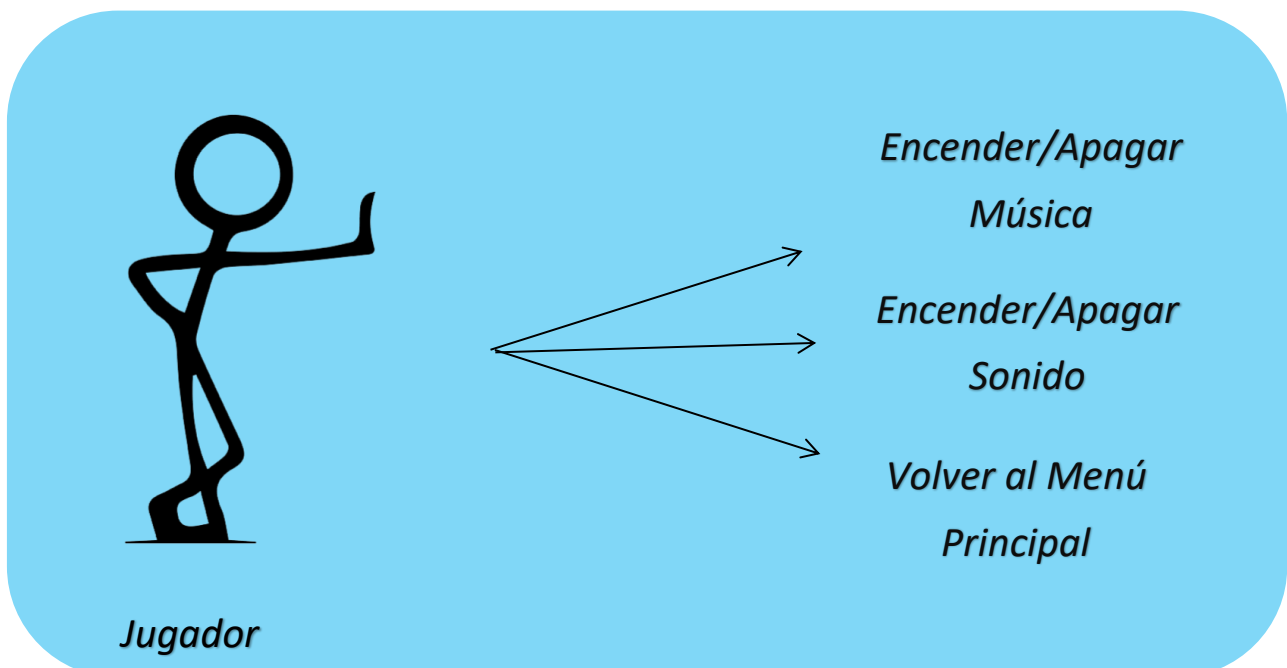 Encender/Apagar
Música
Encender/Apagar
Sonido
Volver al Menú
Principal
Jugador